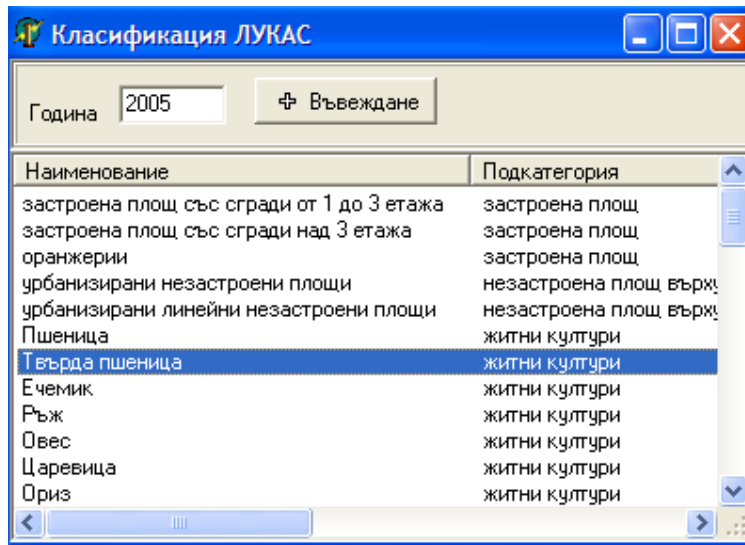 Класификация ЛУКАС
Година 2005 Въвеждане
Наименование Подкатегория
застроена площ със сгради от 1 до 3 етажа застроена площ
застроена площ със сгради над 3 етажа застроена площ
оранжерии застроена площ
урбанизирани незастроени площи незастроена площ върху
урбанизирани линейни незастроени площи незастроена площ върху
Пшеница житни култури
Твърда пшеница житни култури
Ечемик житни култури
Ръж житни култури
Овес житни култури
Царевица житни култури
Ориз житни култури